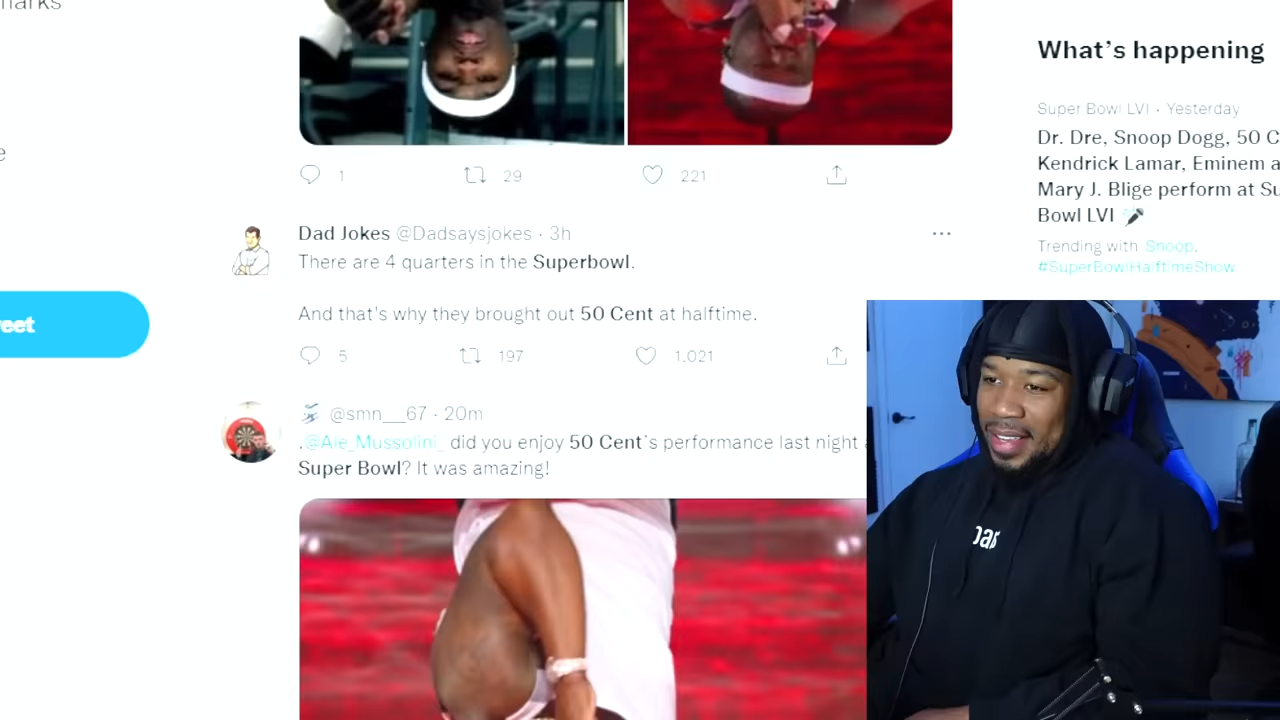 What's happening
Super Bowl LVI · Yesterday
Dr. Dre, Snoop Dogg, 50 C
Kendrick Lamar, Eminem a
Mary J. Blige perform at Su
Bowl LVI
Trending with Snoop.
#SuperBowlHalftimeShow
1 29 221
Dad Jokes @Dadsaysjokes · 3h
There are 4 quarters in the Superbowl.
And that's why they brought out 50 Cent at halftime.
5 197 1,021
@smn__67 · 20m
.@Ale_Mussolini_ did you enjoy 50 Cent's performance last night
Super Bowl? It was amazing!
eet